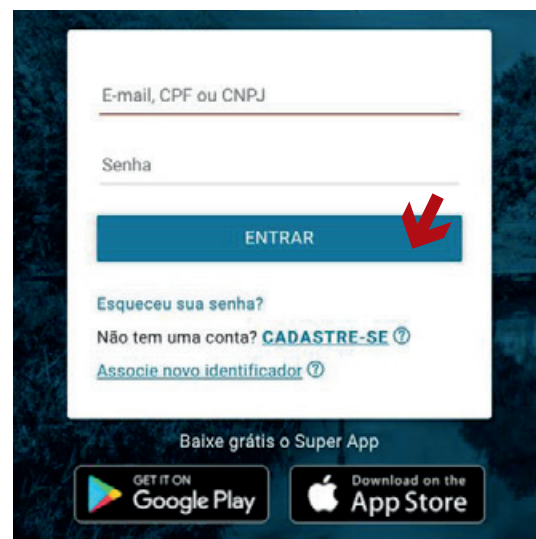 E-mail, CPF ou CNPJ
Senha
ENTRAR
Esqueceu sua senha?
Não tem uma conta? CADASTRE-SE ?
Associe novo identificador ?
Baixe grátis o Super App
GET IT ON
Google Play
Download on the
App Store